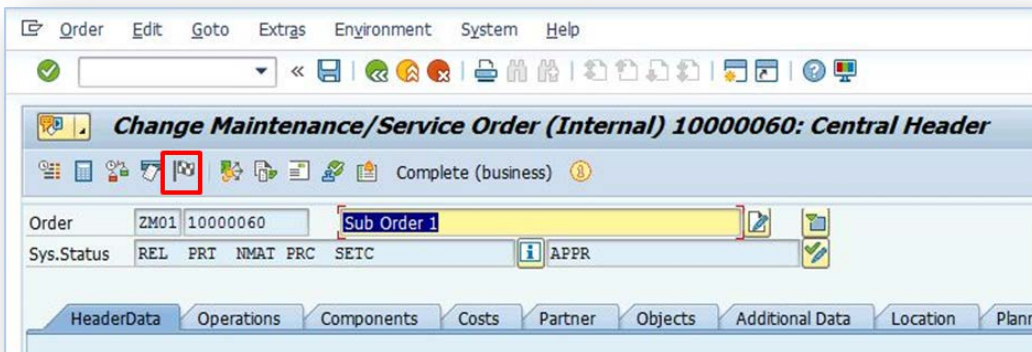 Order Edit Goto Extras Environment System Help
«
Change Maintenance/Service Order (Internal) 10000060: Central Header
Complete (business)
Order ZM01 10000060 Sub Order 1
Sys.Status REL PRT NMAT PRC SETC i APPR
HeaderData Operations Components Costs Partner Objects Additional Data Location Plann